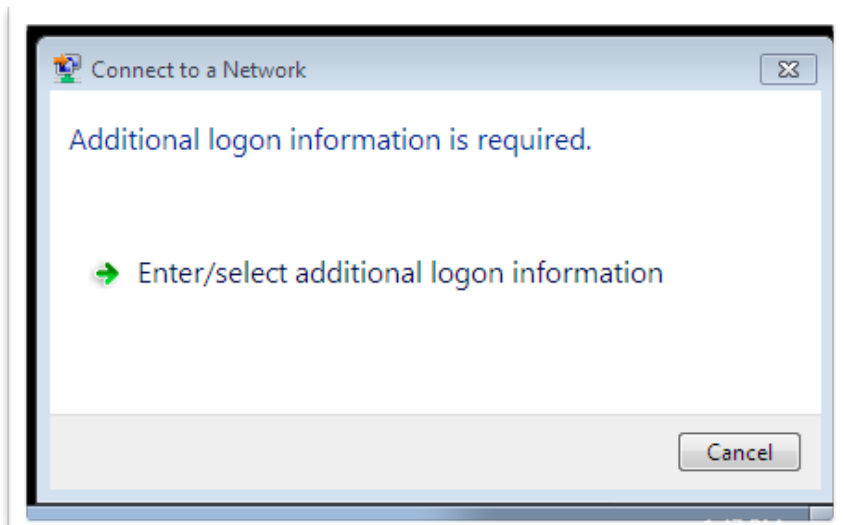 Connect to a Network
Additional logon information is required.
Enter/select additional logon information
Cancel